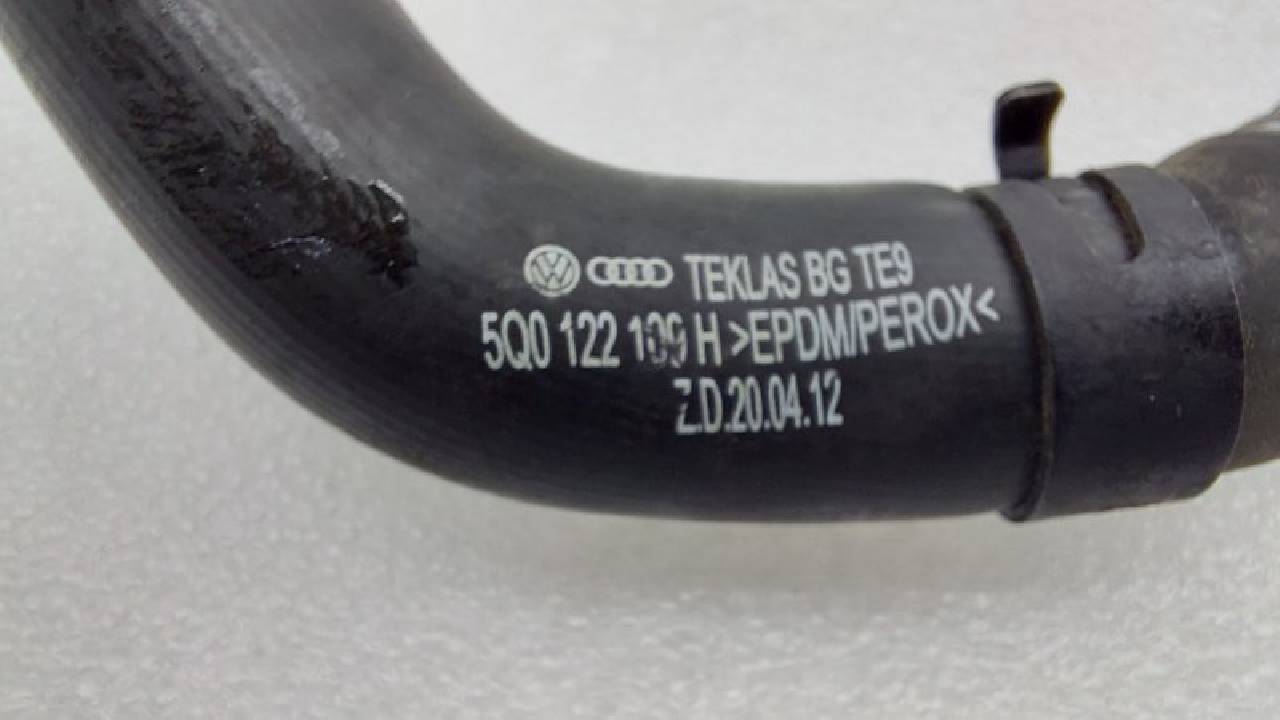 TEKLAS BG TE9
5Q0 122 109 H >EPDM/PEROX<
Z.D.20.04.12